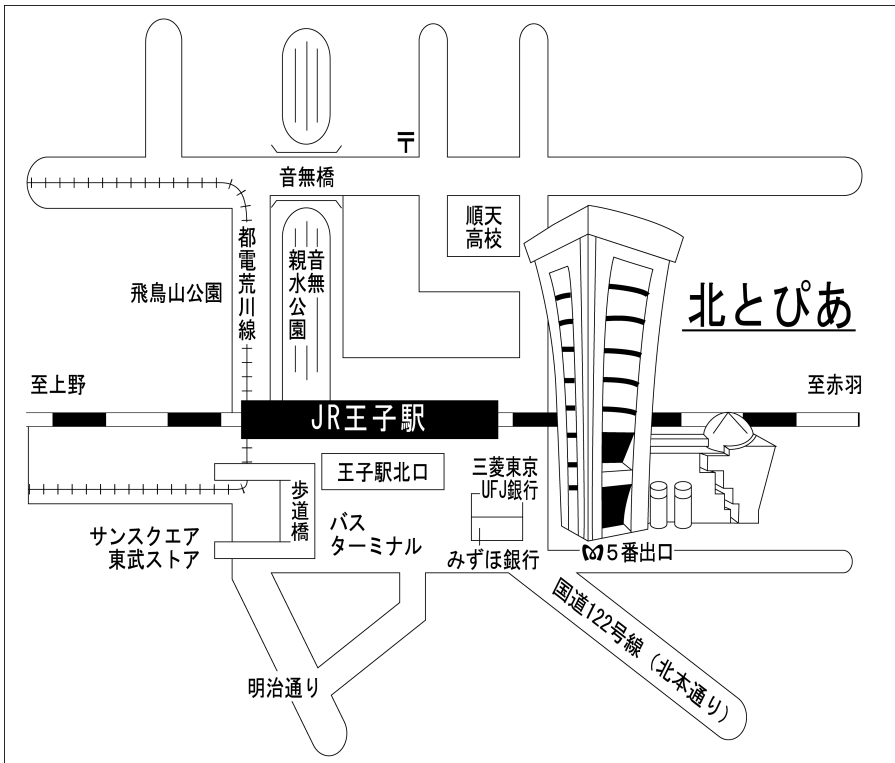 〒
音無橋
順天
高校
都電荒川線
音無
親水公園
飛鳥山公園
北とぴあ
至上野
至赤羽
JR王子駅
王子駅北口
三菱東京
UFJ銀行
歩道橋
バス
ターミナル
サンスクエア
東武ストア
みずほ銀行
5番出口
国道122号線（北本通り）
明治通り